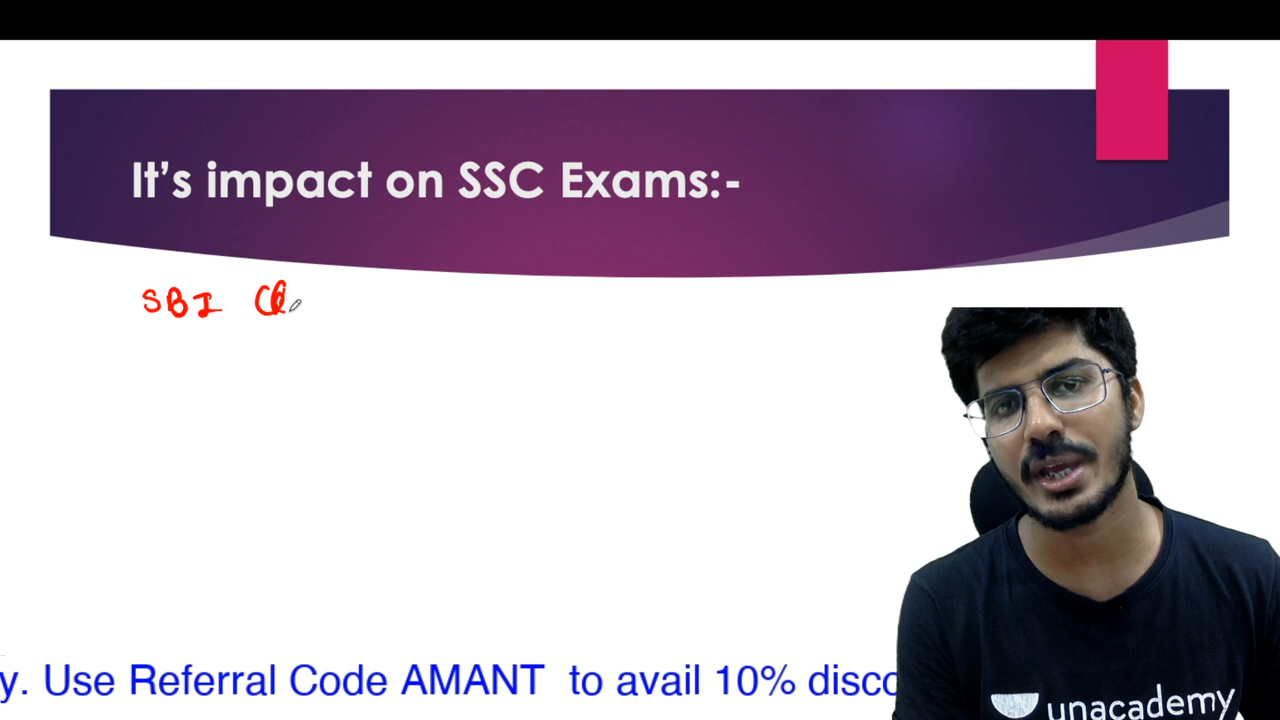 It's impact on SSC Exams:-
SBI
y. Use Referral Code AMANT to avail 10% disco
unacademy